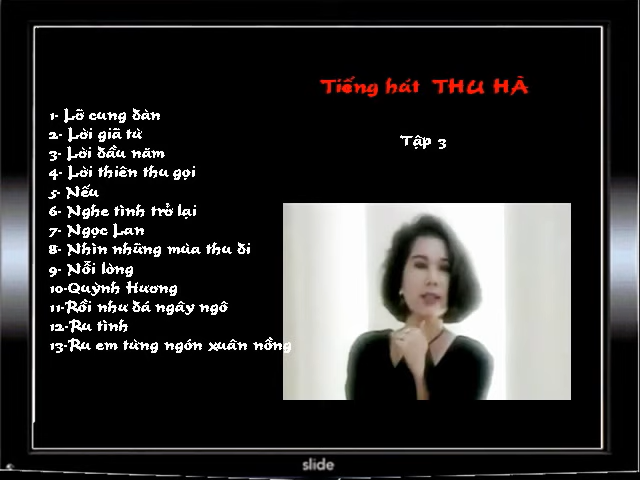 Tiếng hát THU HÀ
Tập 3
1- Lỡ cung đàn
2- Lời giã từ
3- Lời đầu năm
4- Lời thiên thu gọi
5- Nếu
6- Nghe tình trở lại
7- Ngọc Lan
8- Nhìn những mùa thu đi
9- Nỗi lòng
10-Quỳnh Hương
11-Rồi như đá ngây ngô
12-Ru tình
13-Ru em từng ngón xuân nồng
slide